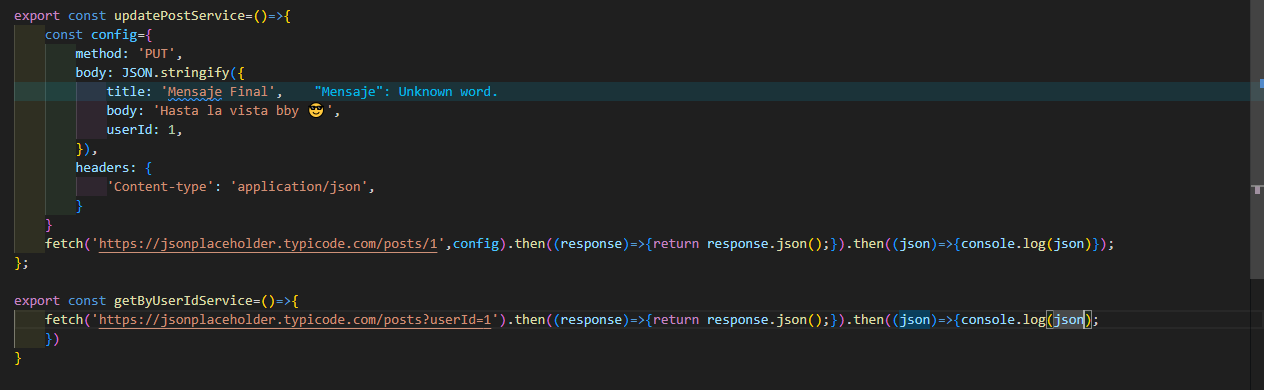 export const updatePostService=()=>{
const config={
method: 'PUT',
body: JSON.stringify({
title: 'Mensaje Final', "Mensaje": Unknown word.
body: 'Hasta la vista bby 😎',
userId: 1,
}),
headers: {
'Content-type': 'application/json',
}
}
fetch('https://jsonplaceholder.typicode.com/posts/1',config).then((response)=>{return response.json();}).then((json)=>{console.log(json)});
};
export const getByUserIdService=()=>{
fetch('https://jsonplaceholder.typicode.com/posts?userId=1').then((response)=>{return response.json();}).then((json)=>{console.log(json);
})
}